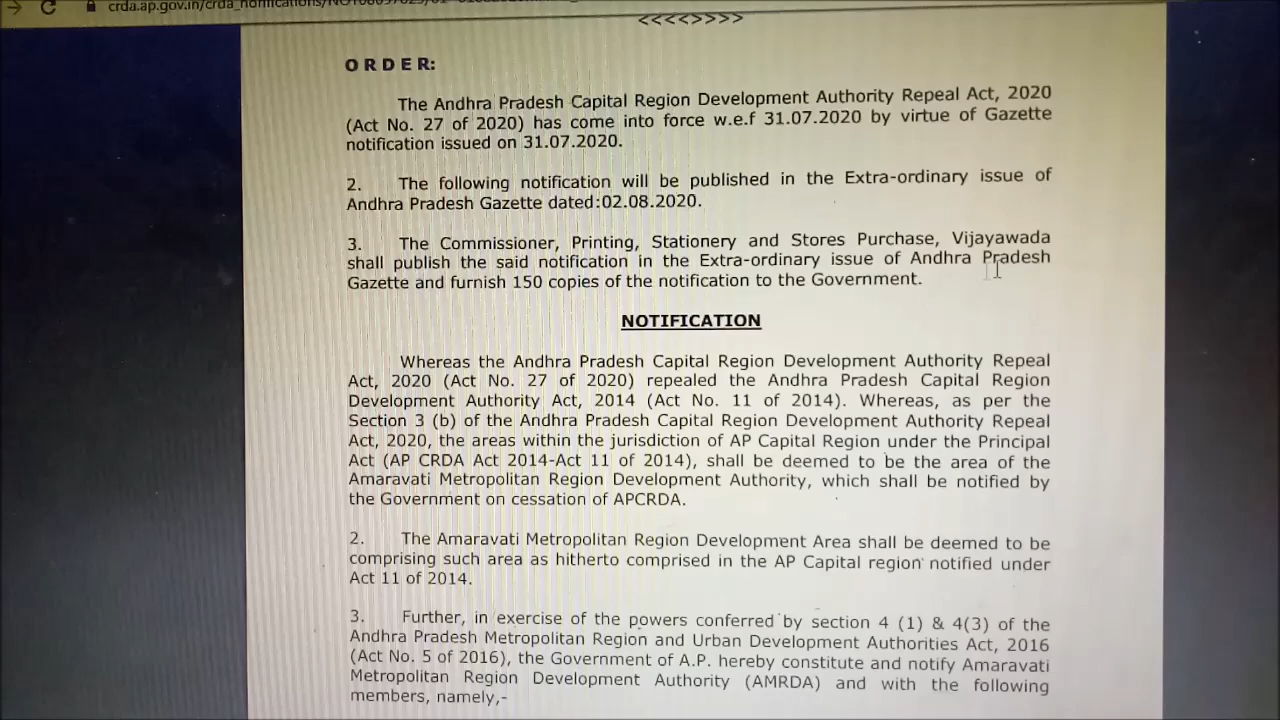 crda.ap.gov.in/crda_
<<<<>>>>
O R D E R:
The Andhra Pradesh Capital Region Development Authority Repeal Act, 2020
(Act No. 27 of 2020) has come into force w.e.f 31.07.2020 by virtue of Gazette
notification issued on 31.07.2020.
2. The following notification will be published in the Extra-ordinary issue of
Andhra Pradesh Gazette dated:02.08.2020.
3. The Commissioner, Printing, Stationery and Stores Purchase, Vijayawada
shall publish the said notification in the Extra-ordinary issue of Andhra Pradesh
Gazette and furnish 150 copies of the notification to the Government.
NOTIFICATION
Whereas the Andhra Pradesh Capital Region Development Authority Repeal
Act, 2020 (Act No. 27 of 2020) repealed the Andhra Pradesh Capital Region
Development Authority Act, 2014 (Act No. 11 of 2014). Whereas, as per the
Section 3 (b) of the Andhra Pradesh Capital Region Development Authority Repeal
Act, 2020, the areas within the jurisdiction of AP Capital Region under the Principal
Act (AP CRDA Act 2014-Act 11 of 2014), shall be deemed to be the area of the
Amaravati Metropolitan Region Development Authority, which shall be notified by
the Government on cessation of APCRDA.
2. The Amaravati Metropolitan Region Development Area shall be deemed to be
comprising such area as hitherto comprised in the AP Capital region notified under
Act 11 of 2014.
3. Further, in exercise of the powers conferred by section 4 (1) & 4(3) of the
Andhra Pradesh Metropolitan Region and Urban Development Authorities Act, 2016
(Act No. 5 of 2016), the Government of A.P. hereby constitute and notify Amaravati
Metropolitan Region Development Authority (AMRDA) and with the following
members, namely,-